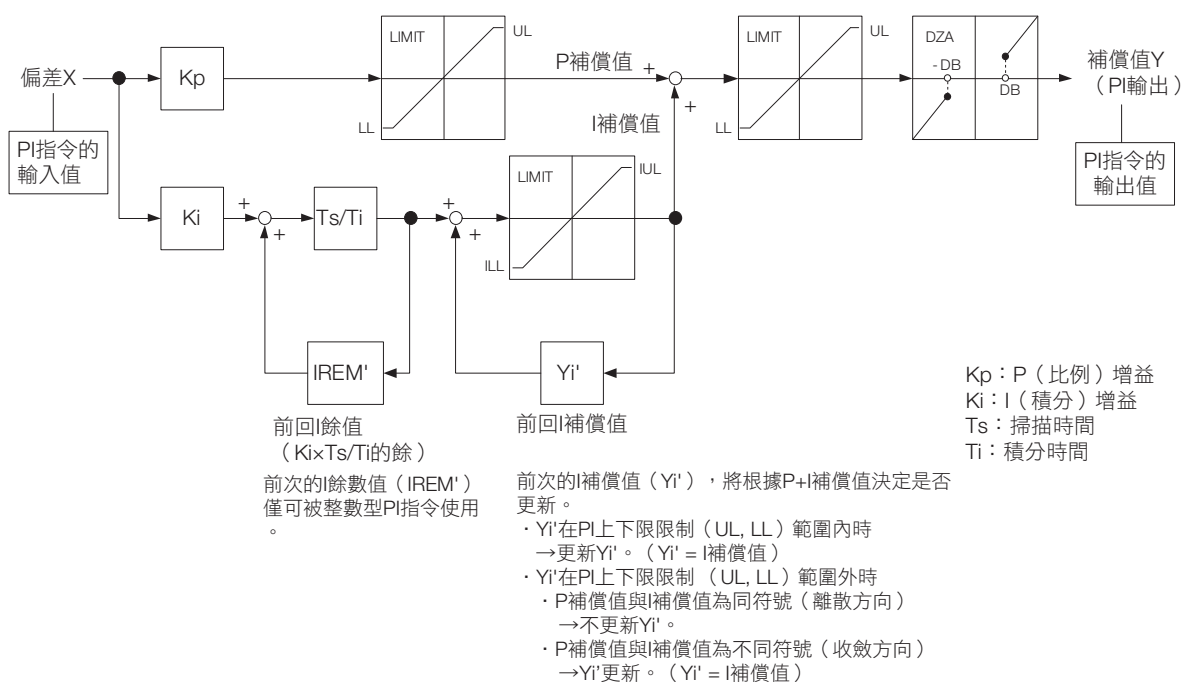 LIMIT
UL
LL
LIMIT
UL
LL
DZA
- DB
DB
偏差X
Kp
P補償值
+
+
I補償值
補償值Y
（PI輸出）
PI指令的
輸入值
PI指令的
輸出值
LIMIT
IUL
ILL
Ki
+
+
Ts/Ti
+
+
IREM'
Yi'
前回I餘值
（Ki×Ts/Ti的餘）
前次的I餘數值（IREM'）
僅可被整數型PI指令使用
。
前回I補償值
前次的I補償值（Yi'），將根據P+I補償值決定是否
更新。
・Yi'在PI上下限限制（UL, LL）範圍內時
→更新Yi'。（Yi' = I補償值）
・Yi'在PI上下限限制 （UL, LL）範圍外時
・P補償值與I補償值為同符號（離散方向）
→不更新Yi'。
・P補償值與I補償值為不同符號（收斂方向）
→Yi’更新。（Yi' = I補償值）
Kp：P（比例）增益
Ki：I（積分）增益
Ts：掃描時間
Ti：積分時間